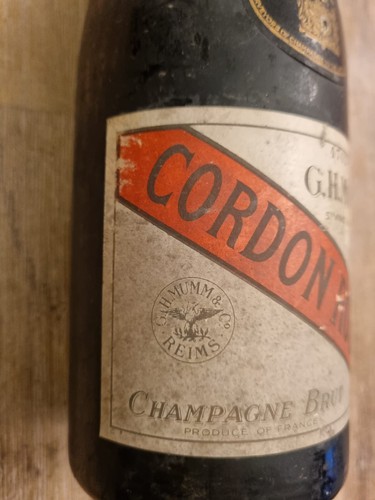 G.H.
CORDON
G.H.MUMM & Co
REIMS
CHAMPAGNE BRUT
PRODUCE OF FRANCE